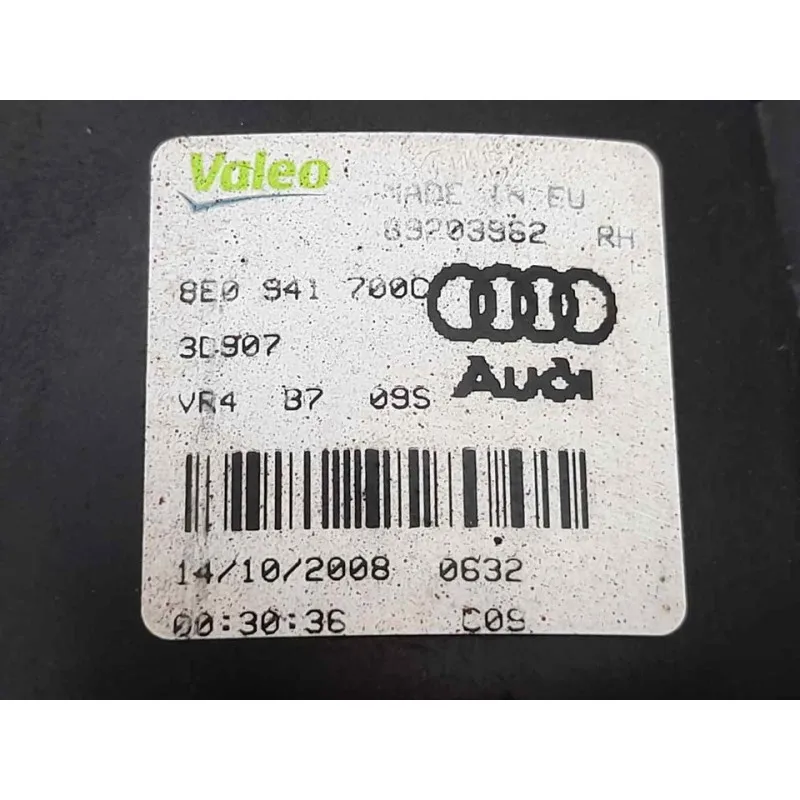 Valeo
MADE IN EU
89203962 RH
8E0 941 700C
Audi
3D907
VR4 B7 09S
14/10/2008 0632
00:30:36 C0S